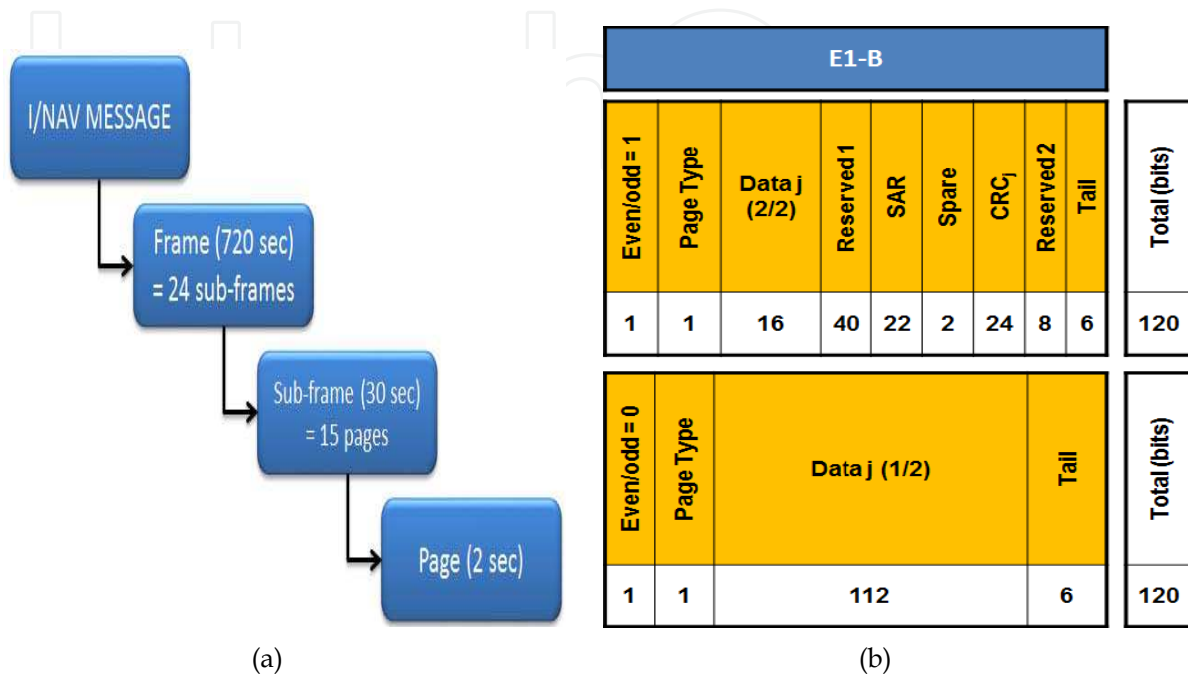 I/NAV MESSAGE
Frame (720 sec)
= 24 sub-frames
Sub-frame (30 sec)
= 15 pages
Page (2 sec)
(a)
E1-B
Even/odd = 1
Page Type
Data j
(2/2)
Reserved 1
SAR
Spare
CRCj
Reserved 2
Tail
Total (bits)
1 1 16 40 22 2 24 8 6 120
Even/odd = 0
Page Type
Data j (1/2)
Tail
Total (bits)
1 1 112 6 120
(b)